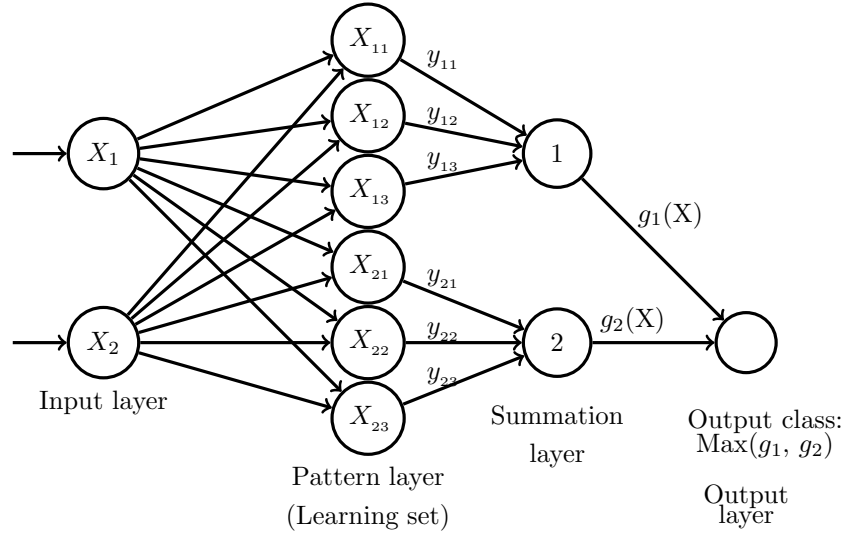 X₁₁
y₁₁
X₁₂
y₁₂
X₁
1
y₁₃
X₁₃
g₁(X)
X₂₁
y₂₁
g₂(X)
X₂
X₂₂
y₂₂
2
y₂₃
X₂₃
Input layer
Summation
layer
Output class:
Max(g₁, g₂)
Pattern layer
(Learning set)
Output
layer